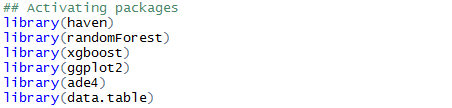 ## Activating packages
library(haven)
library(randomForest)
library(xgboost)
library(ggplot2)
library(ade4)
library(data.table)